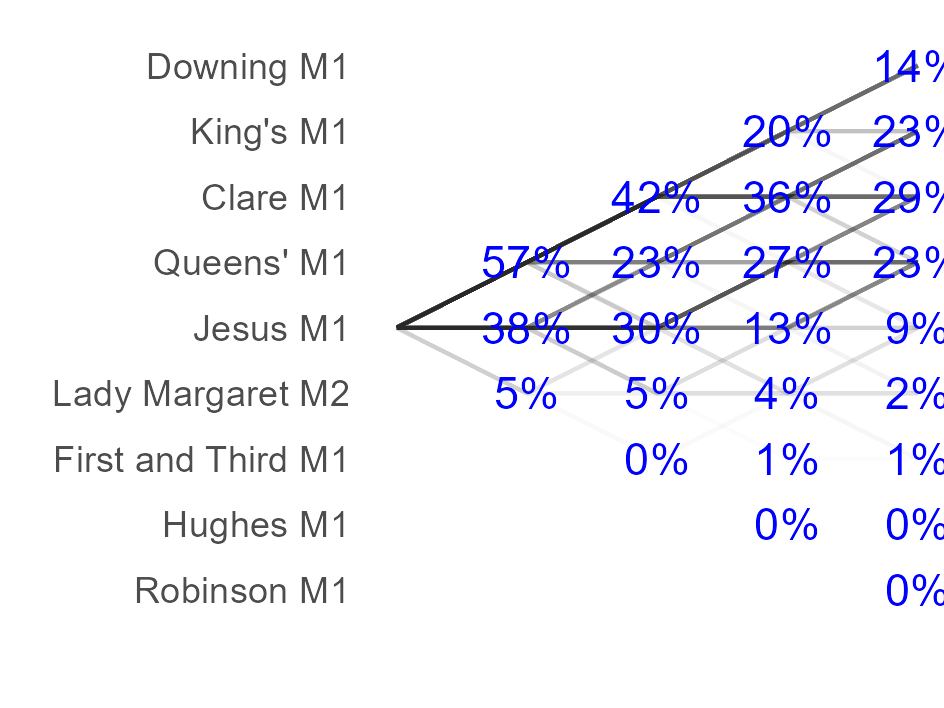 Downing M1 14%
King's M1 20% 23%
Clare M1 42% 36% 29%
Queens' M1 57% 23% 27% 23%
Jesus M1 38% 30% 13% 9%
Lady Margaret M2 5% 5% 4% 2%
First and Third M1 0% 1% 1%
Hughes M1 0% 0%
Robinson M1 0%